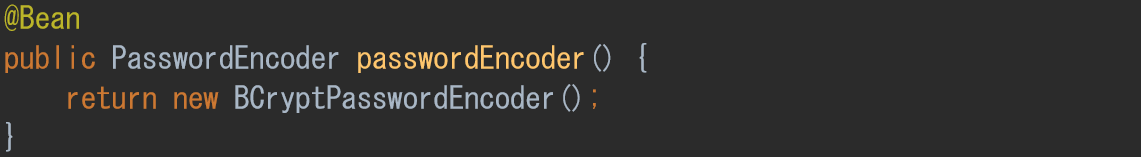 @Bean
public PasswordEncoder passwordEncoder() {
    return new BCryptPasswordEncoder();
}